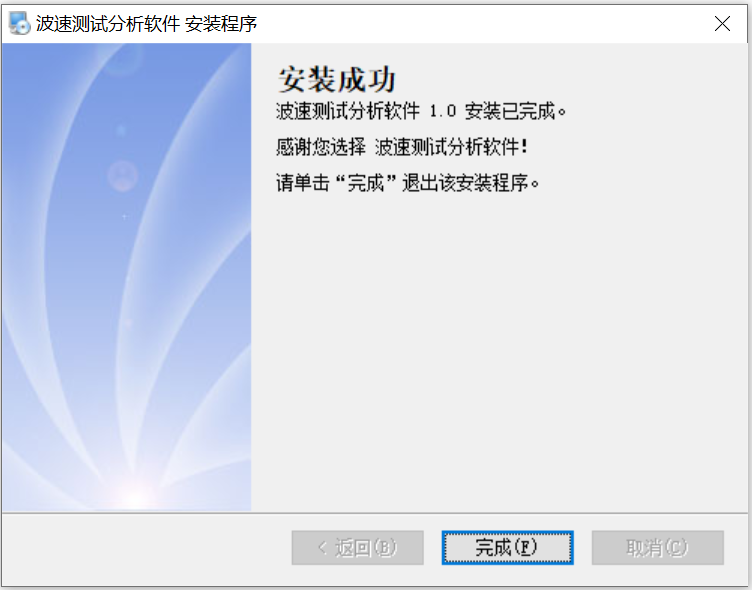 波速测试分析软件 安装程序
安装成功
波速测试分析软件 1.0 安装已完成。
感谢您选择 波速测试分析软件!
请单击“完成”退出该安装程序。
< 返回(B)
完成(F)
取消(C)